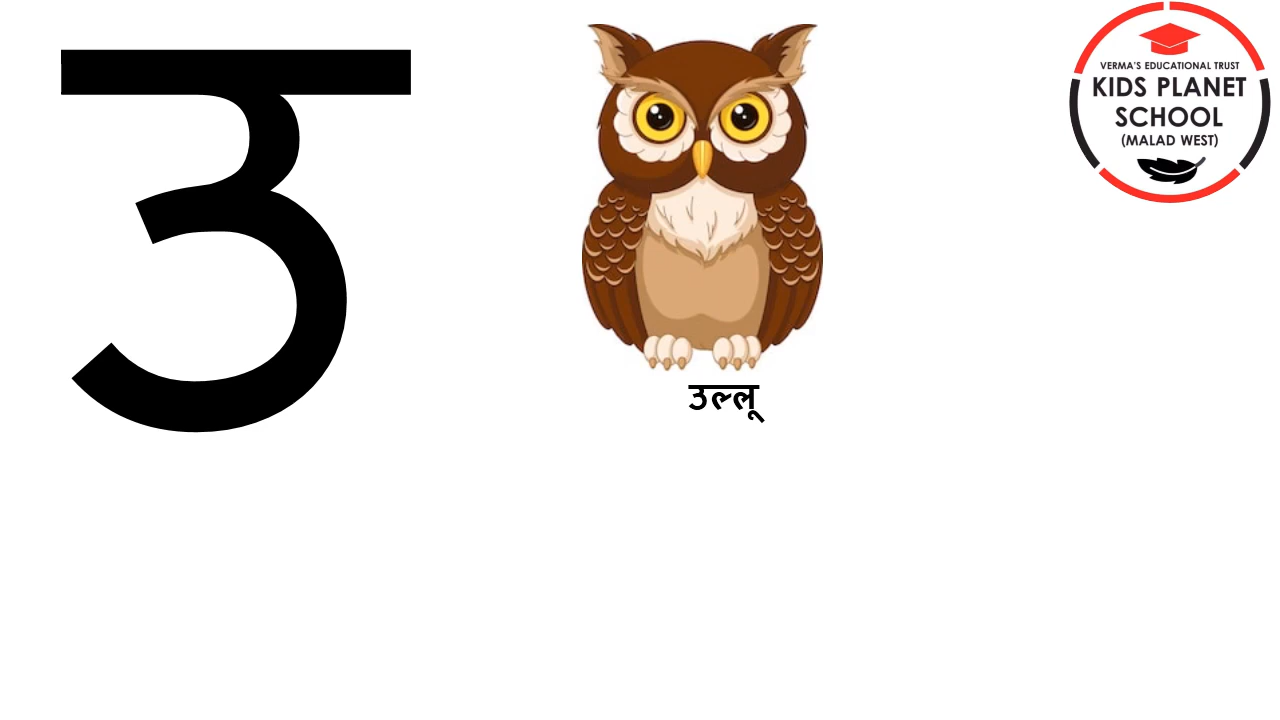 उ
उल्लू
VERMA'S EDUCATIONAL TRUST
KIDS PLANET
SCHOOL
(MALAD WEST)